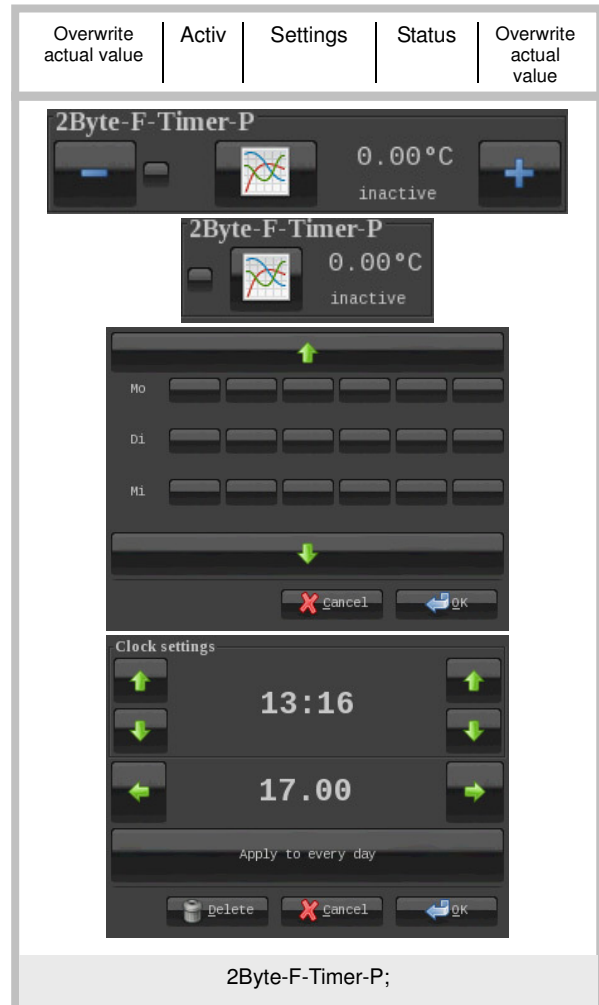 Overwrite actual value
Activ
Settings
Status
Overwrite actual value
2Byte-F-Timer-P
0.00°C
inactive
2Byte-F-Timer-P
0.00°C
inactive
Mo
Di
Mi
Cancel OK
Clock settings
13:16
17.00
Apply to every day
Delete Cancel OK
2Byte-F-Timer-P;